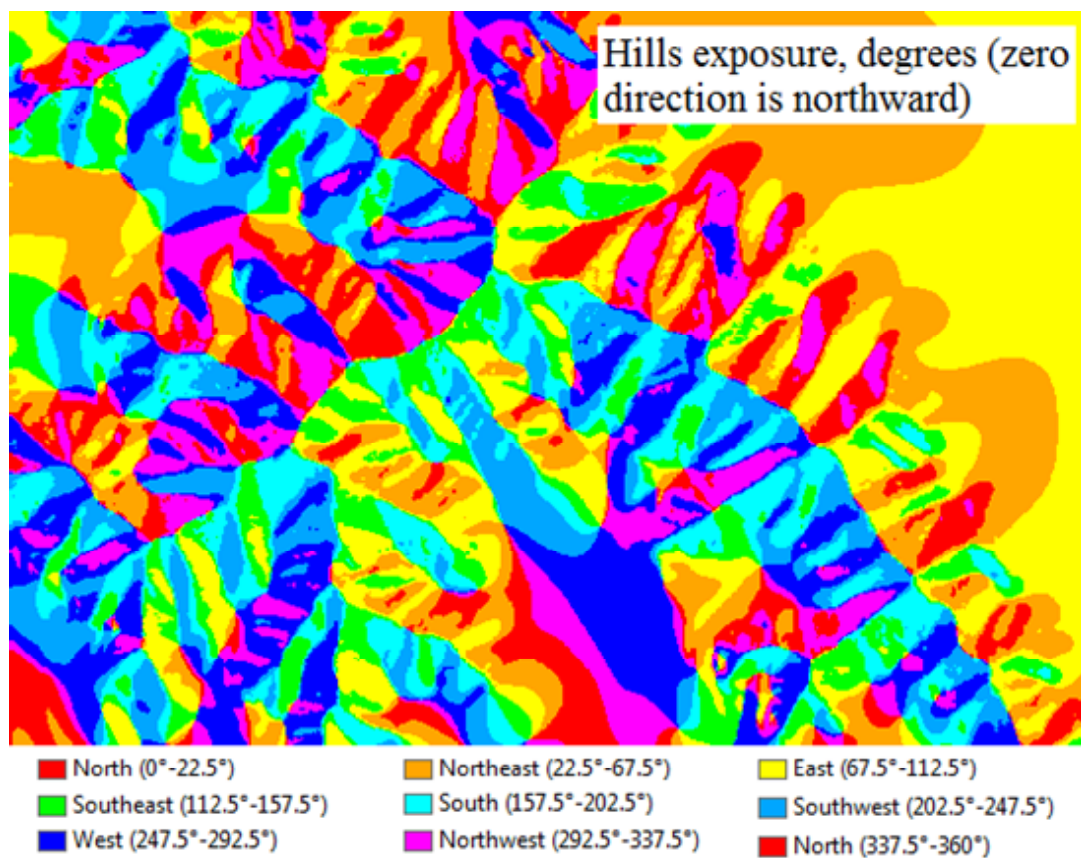 Hills exposure, degrees (zero
direction is northward)
North (0°-22.5°) Northeast (22.5°-67.5°) East (67.5°-112.5°)
Southeast (112.5°-157.5°) South (157.5°-202.5°) Southwest (202.5°-247.5°)
West (247.5°-292.5°) Northwest (292.5°-337.5°) North (337.5°-360°)